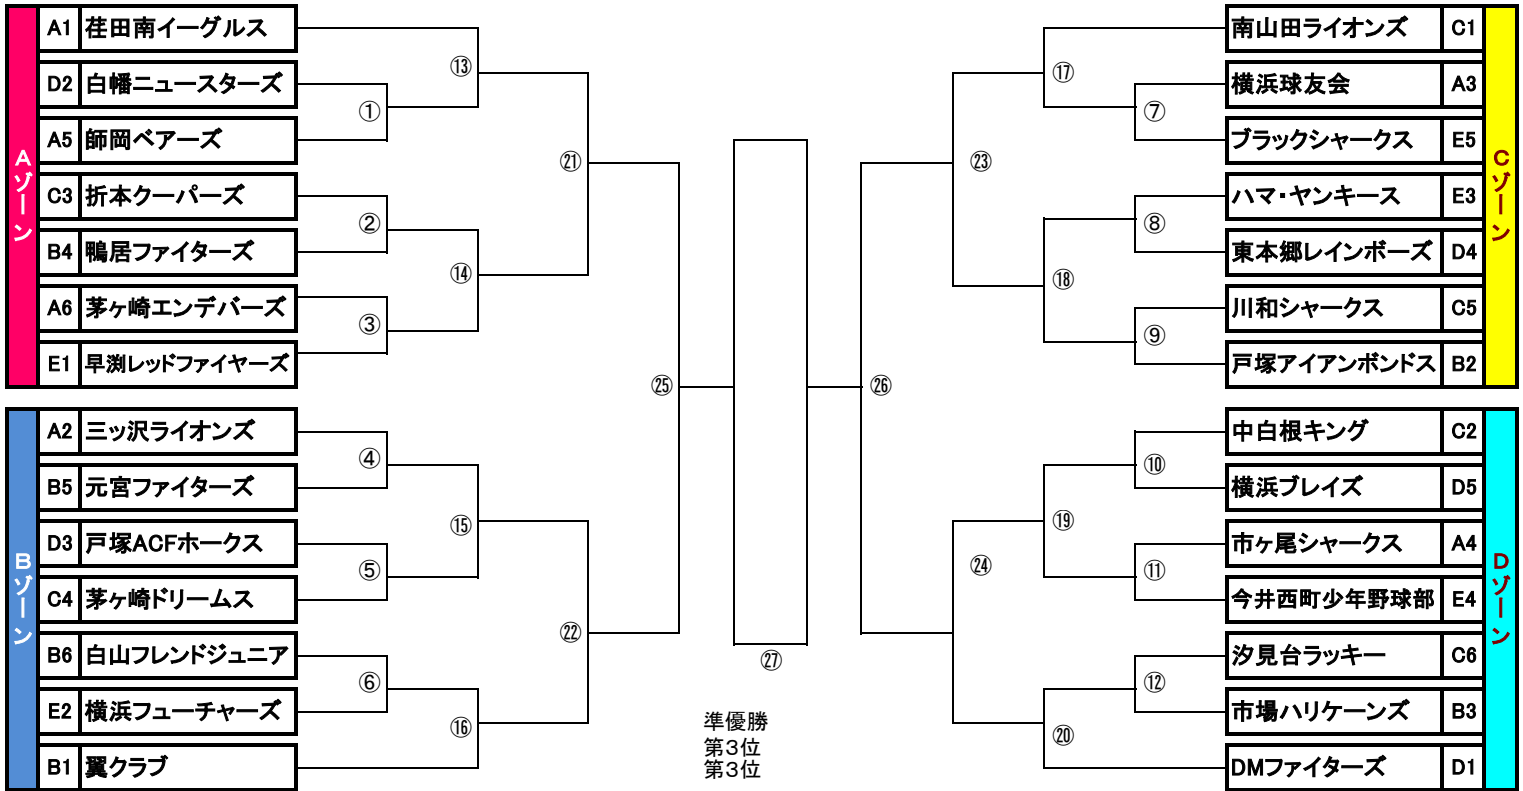 Aゾーン
A1 荏田南イーグルス
D2 白幡ニュースターズ
A5 師岡ベアーズ
C3 折本クーパーズ
B4 鴨居ファイターズ
A6 茅ヶ崎エンデバーズ
E1 早渕レッドファイヤーズ
①
②
③
⑬
⑭
㉑
Bゾーン
A2 三ッ沢ライオンズ
B5 元宮ファイターズ
D3 戸塚ACFホークス
C4 茅ヶ崎ドリームス
B6 白山フレンドジュニア
E2 横浜フューチャーズ
B1 翼クラブ
④
⑤
⑥
⑮
⑯
㉒
㉕
㉗
準優勝
第3位
第3位
㉖
南山田ライオンズ C1
横浜球友会 A3
ブラックシャークス E5
ハマ・ヤンキース E3
東本郷レインボーズ D4
川和シャークス C5
戸塚アイアンボンドス B2
Cゾーン
⑰
⑦
㉓
⑧
⑱
⑨
中白根キング C2
横浜ブレイズ D5
市ヶ尾シャークス A4
今井西町少年野球部 E4
汐見台ラッキー C6
市場ハリケーンズ B3
DMファイターズ D1
Dゾーン
⑩
⑲
⑪
㉔
⑫
⑳